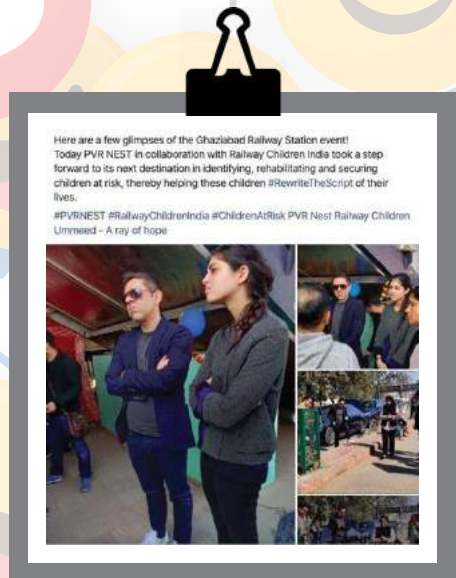 Here are a few glimpses of the Ghaziabad Railway Station event!
Today PVR NEST in collaboration with Railway Children India took a step
forward to its next destination in identifying, rehabilitating and securing
children at risk, thereby helping these children #RewriteTheScript of their
lives.
#PVRNEST #RailwayChildrenIndia #ChildrenAtRisk PVR Nest Railway Children
Ummeed - A ray of hope